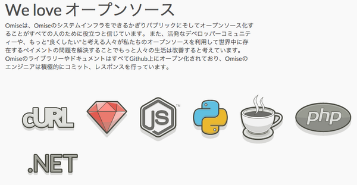 We love オープンソース
Omiseは、Omiseのシステムインフラをできるかぎりパブリックにそしてオープンソース化す
ることがすべての人のために役立つと信じています。また、活発なデベロッパーコミュニティ
ーや、もっと"良くしたい"と考える人々が私たちのオープンソースを利用して世界中に存
在するペイメントの問題を解決することでもっと人々の生活は改善すると考えています。
OmiseのライブラリーやドキュメントはすべてGithub上にオープン化されており、Omiseの
エンジニアは積極的にコミット、レスポンスを行っています。
cURL
JS
php
.NET